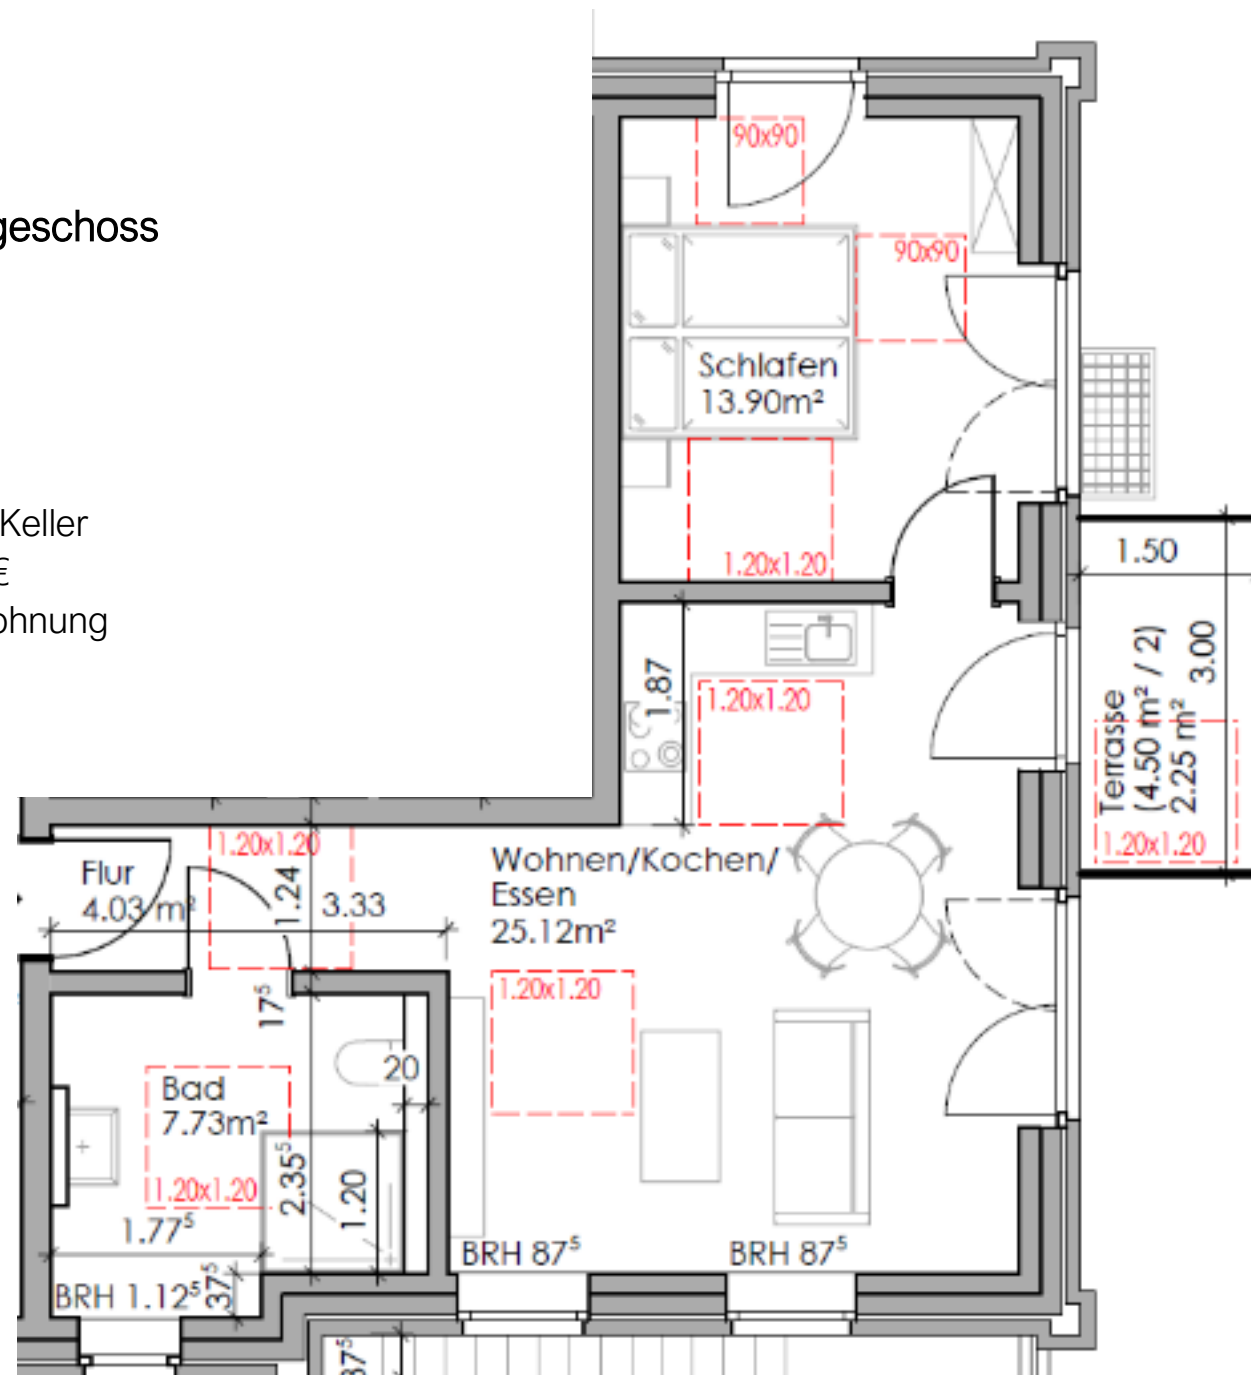 geschoss
Keller
€
ohnung
90x90
90x90
Schlafen
13.90m²
1.20x1.20
1.50
3.00
Terrasse
(4.50 m² / 2)
2.25 m²
1.20x1.20
1.87
1.20x1.20
1.20x1.20
Flur
4.03 m²
1.24
3.33
Wohnen/Kochen/
Essen
25.12m²
1.20x1.20
17⁵
20
Bad
7.73m²
1.20x1.20
2.35⁵
1.20
1.77⁵
BRH 1.12⁵
37⁵
BRH 87⁵
BRH 87⁵
37⁵